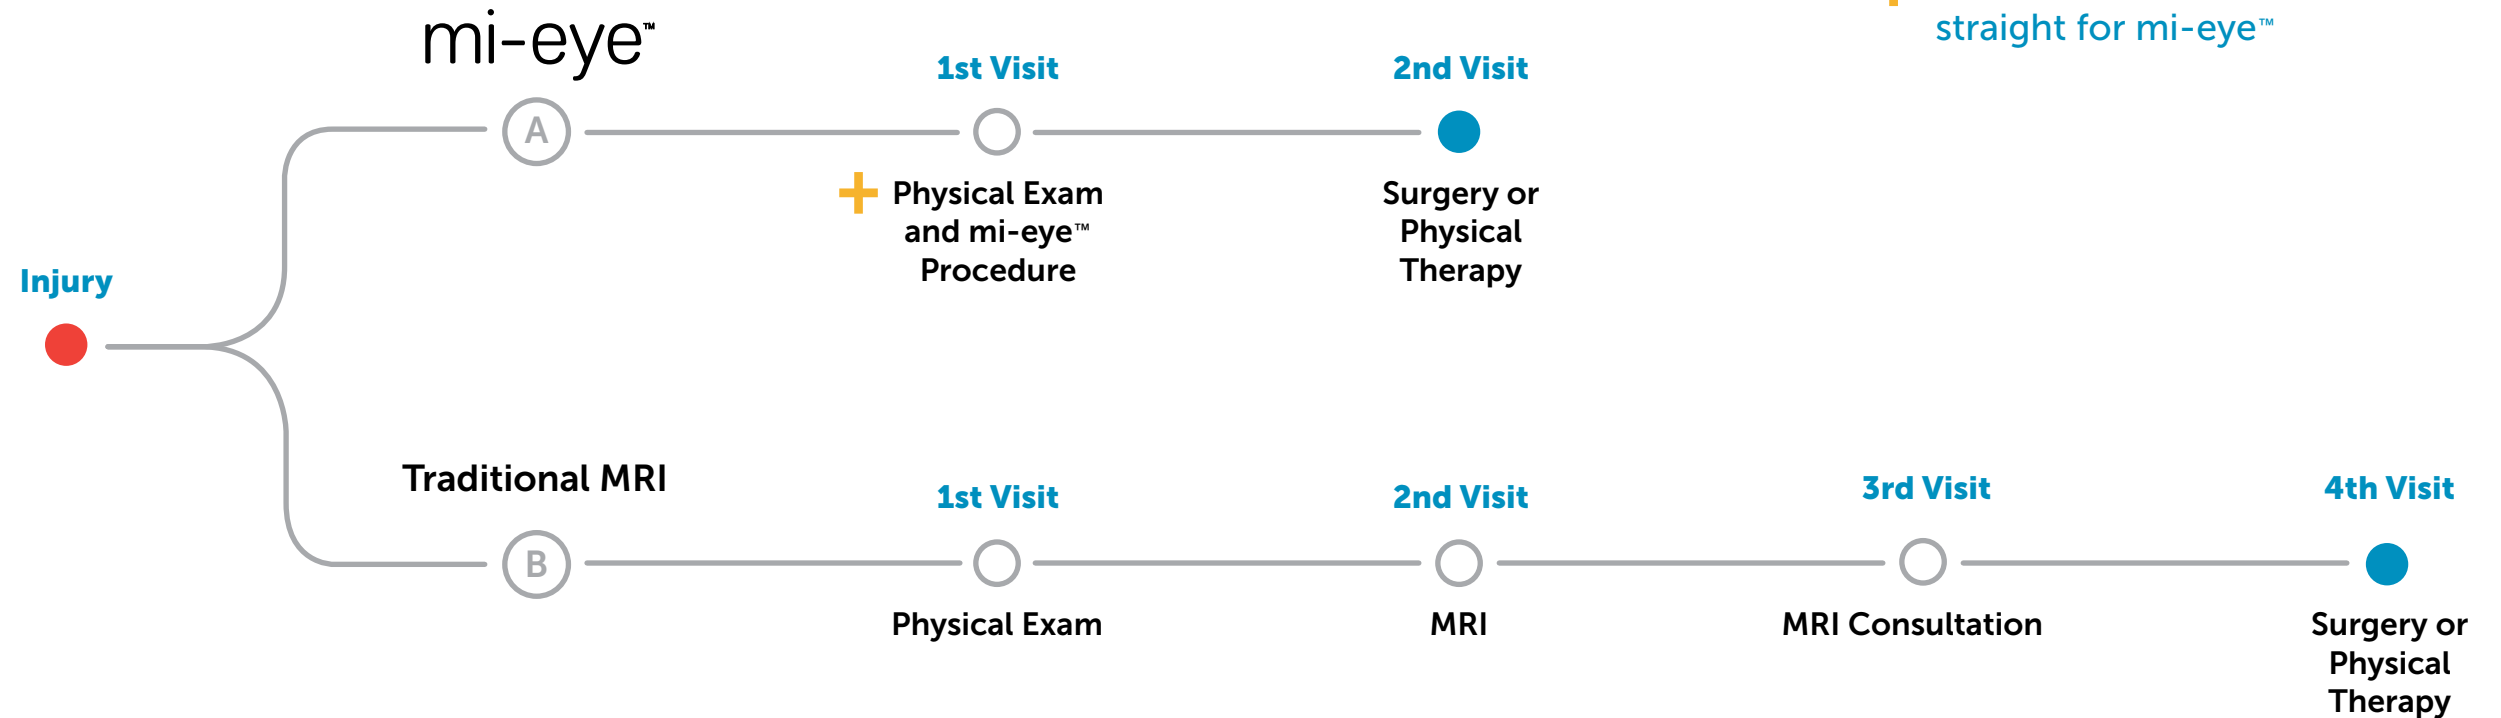 straight for mi-eye™
mi-eye™
1st Visit
2nd Visit
A
Physical Exam
and mi-eye™
Procedure
Surgery or
Physical
Therapy
Injury
Traditional MRI
1st Visit
2nd Visit
3rd Visit
4th Visit
B
Physical Exam
MRI
MRI Consultation
Surgery or
Physical
Therapy